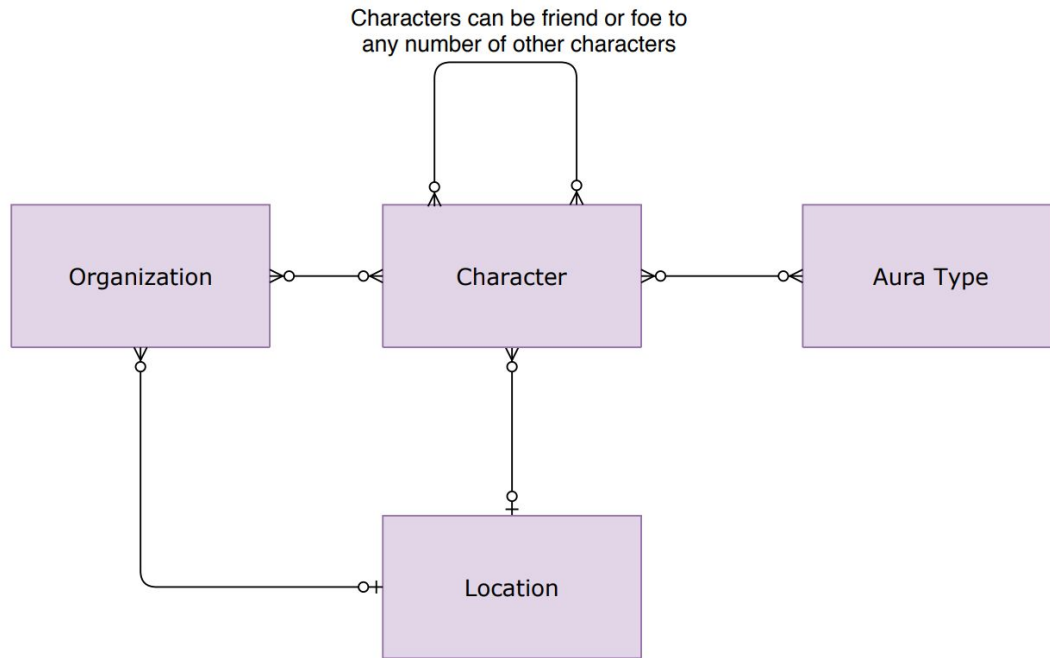 Characters can be friend or foe to
any number of other characters
Organization
Character
Aura Type
Location